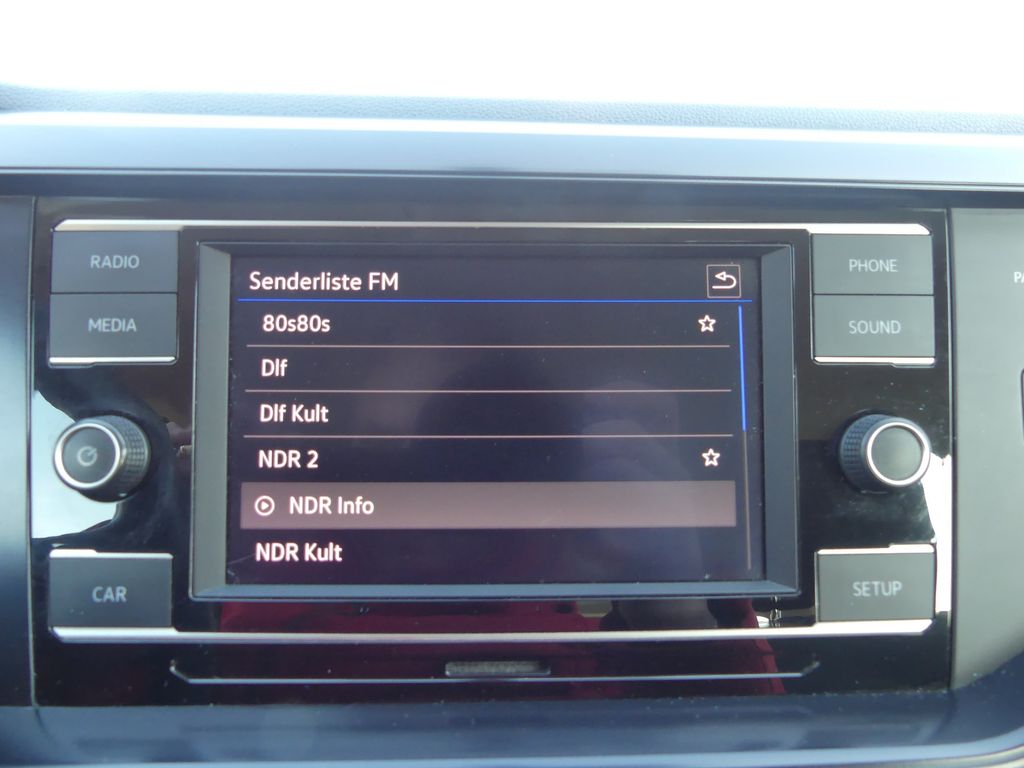 RADIO
MEDIA
CAR
Senderliste FM
80s80s
Dlf
Dlf Kult
NDR 2
NDR Info
NDR Kult
PHONE
SOUND
SETUP